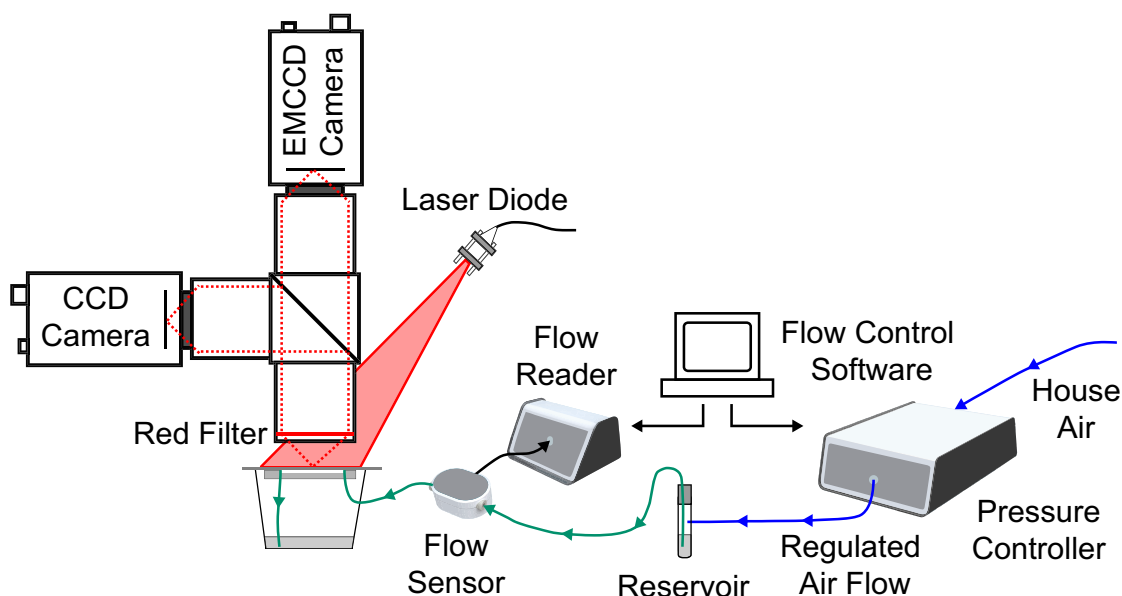 EMCCD
Camera
Laser Diode
CCD
Camera
Flow
Reader
Flow Control
Software
House
Air
Red Filter
Flow
Sensor
Reservoir
Regulated
Air Flow
Pressure
Controller